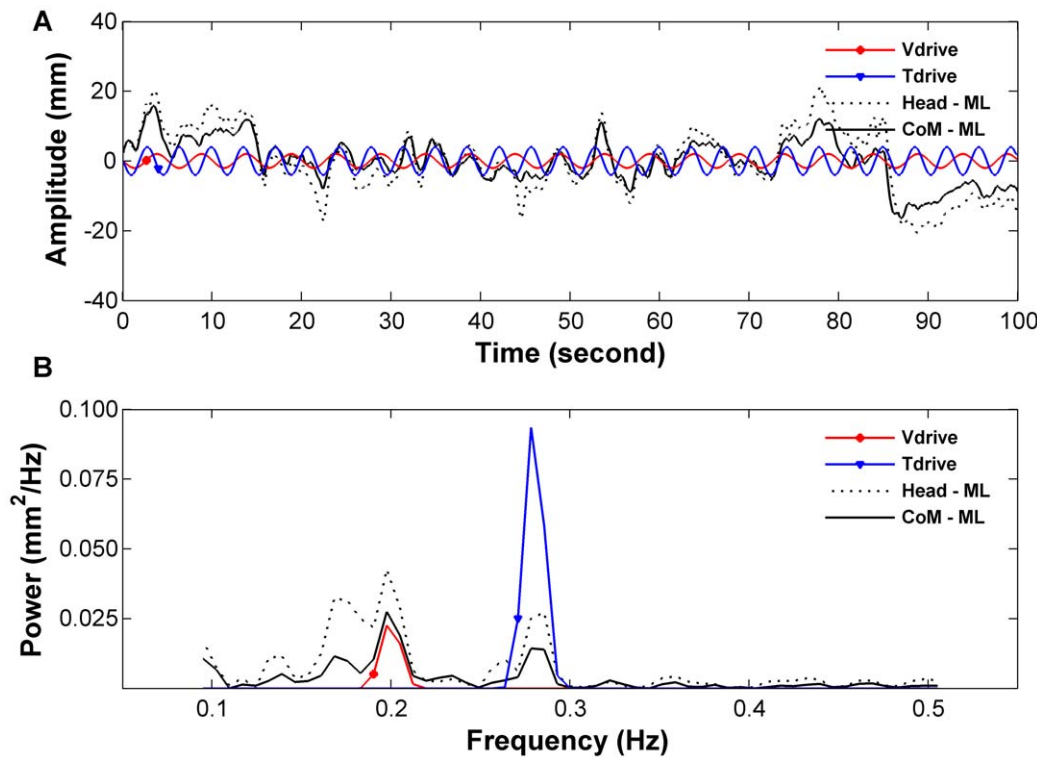 A
Amplitude (mm)
40
20
0
-20
-40
Vdrive
Tdrive
Head - ML
CoM - ML
0 10 20 30 40 50 60 70 80 90 100
Time (second)
B
Power (mm²/Hz)
0.100
0.075
0.050
0.025
Vdrive
Tdrive
Head - ML
CoM - ML
0.1 0.2 0.3 0.4 0.5
Frequency (Hz)